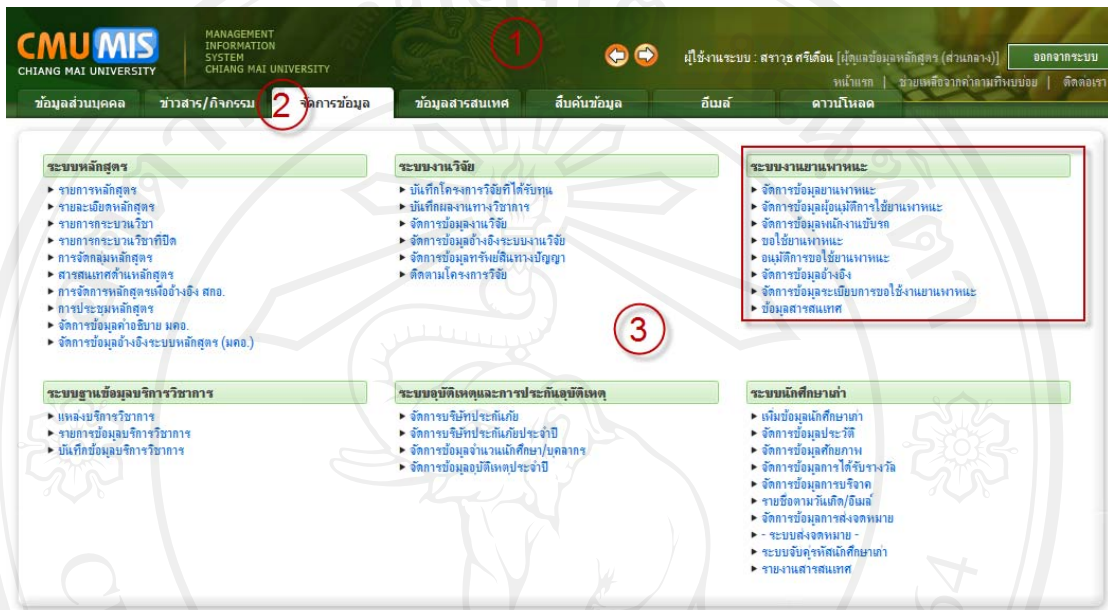 CMU MIS
CHIANG MAI UNIVERSITY
MANAGEMENT
INFORMATION
SYSTEM
CHIANG MAI UNIVERSITY
1
ผู้ใช้งานระบบ : สราวุธ ศรีเดือน [ผู้ดูแลข้อมูลหลักสูตร (ส่วนกลาง)]
ออกจากระบบ
หน้าแรก | ช่วยเหลือจากคำถามที่พบบ่อย | ติดต่อเรา
ข้อมูลส่วนบุคคล ข่าวสาร/กิจกรรม 2 จัดการข้อมูล ข้อมูลสารสนเทศ สืบค้นข้อมูล อีเมล์ ดาวน์โหลด
ระบบหลักสูตร
รายการหลักสูตร
รายละเอียดหลักสูตร
รายการกระบวนวิชา
รายการกระบวนวิชาที่ปิด
การจัดกลุ่มหลักสูตร
สารสนเทศด้านหลักสูตร
การจัดการหลักสูตรเพื่ออ้างอิง สกอ.
การประชุมหลักสูตร
จัดการข้อมูลคำอธิบาย มคอ.
จัดการข้อมูลอ้างอิงระบบหลักสูตร (มคอ.)
ระบบงานวิจัย
บันทึกโครงการวิจัยที่ได้รับทุน
บันทึกผลงานทางวิชาการ
จัดการข้อมูลงานวิจัย
จัดการข้อมูลอ้างอิงระบบงานวิจัย
จัดการข้อมูลทรัพย์สินทางปัญญา
ติดตามโครงการวิจัย
ระบบงานยานพาหนะ
จัดการข้อมูลยานพาหนะ
จัดการข้อมูลผู้อนุมัติการใช้ยานพาหนะ
จัดการข้อมูลพนักงานขับรถ
ขอใช้ยานพาหนะ
อนุมัติการขอใช้ยานพาหนะ
จัดการข้อมูลอ้างอิง
จัดการข้อมูลระเบียบการขอใช้งานยานพาหนะ
ข้อมูลสารสนเทศ
3
ระบบฐานข้อมูลบริการวิชาการ
แหล่งบริการวิชาการ
รายการข้อมูลบริการวิชาการ
บันทึกข้อมูลบริการวิชาการ
ระบบอุบัติเหตุและการประกันอุบัติเหตุ
จัดการบริษัทประกันภัย
จัดการบริษัทประกันภัยประจำปี
จัดการข้อมูลจำนวนนักศึกษา/บุคลากร
จัดการข้อมูลอุบัติเหตุประจำปี
ระบบนักศึกษาเก่า
เพิ่มข้อมูลนักศึกษาเก่า
จัดการข้อมูลประวัติ
จัดการข้อมูลศักยภาพ
จัดการข้อมูลการได้รับรางวัล
จัดการข้อมูลการบริจาค
รายชื่อตามวันเกิด/อีเมล์
จัดการข้อมูลการส่งจดหมาย
- ระบบส่งจดหมาย -
ระบบจับคู่รหัสนักศึกษาเก่า
รายงานสารสนเทศ